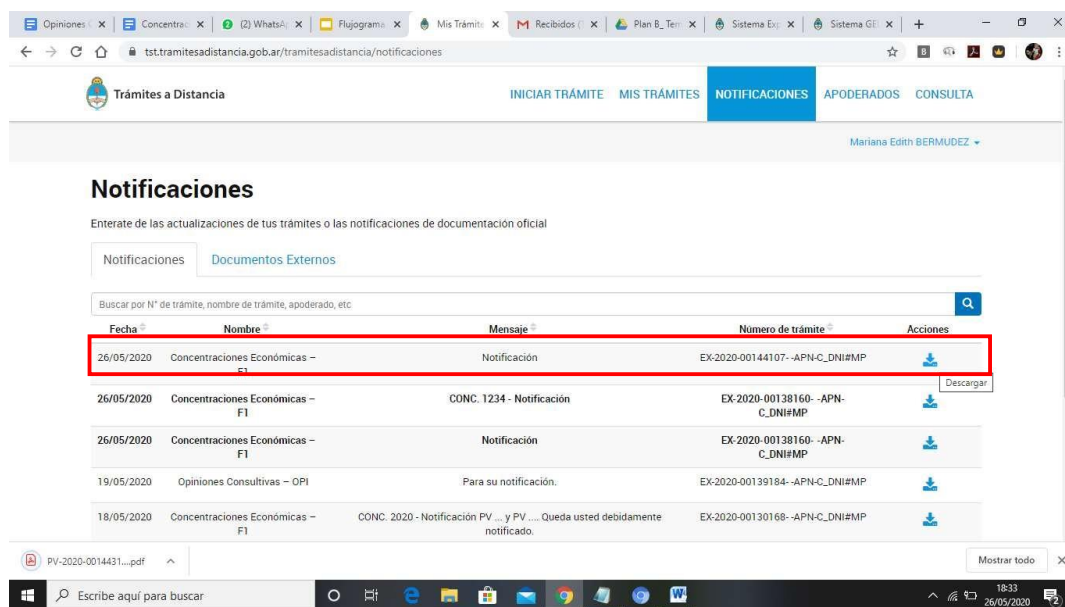 Opiniones C
Concentrac
(2) WhatsA
Flujograma
Mis Trámite
Recibidos (
Plan B_ Ter
Sistema Exp
Sistema GE
tst.tramitesadistancia.gob.ar/tramitesadistancia/notificaciones
Trámites a Distancia
INICIAR TRÁMITE MIS TRÁMITES NOTIFICACIONES APODERADOS CONSULTA
Mariana Edith BERMUDEZ
Notificaciones
Enterate de las actualizaciones de tus trámites o las notificaciones de documentación oficial
Notificaciones Documentos Externos
Buscar por N° de trámite, nombre de trámite, apoderado, etc
Fecha Nombre Mensaje Número de trámite Acciones
26/05/2020 Concentraciones Económicas – Notificación EX-2020-00144107- -APN-C_DNI#MP
F1
Descargar
26/05/2020 Concentraciones Económicas – CONC. 1234 - Notificación EX-2020-00138160- -APN-
F1 C_DNI#MP
26/05/2020 Concentraciones Económicas – Notificación EX-2020-00138160- -APN-
F1 C_DNI#MP
19/05/2020 Opiniones Consultivas – OPI Para su notificación. EX-2020-00139184- -APN-C_DNI#MP
18/05/2020 Concentraciones Económicas – CONC. 2020 - Notificación PV ... y PV .... Queda usted debidamente EX-2020-00130168- -APN-C_DNI#MP
F1 notificado.
PV-2020-0014431....pdf Mostrar todo
Escribe aquí para buscar
18:33
26/05/2020